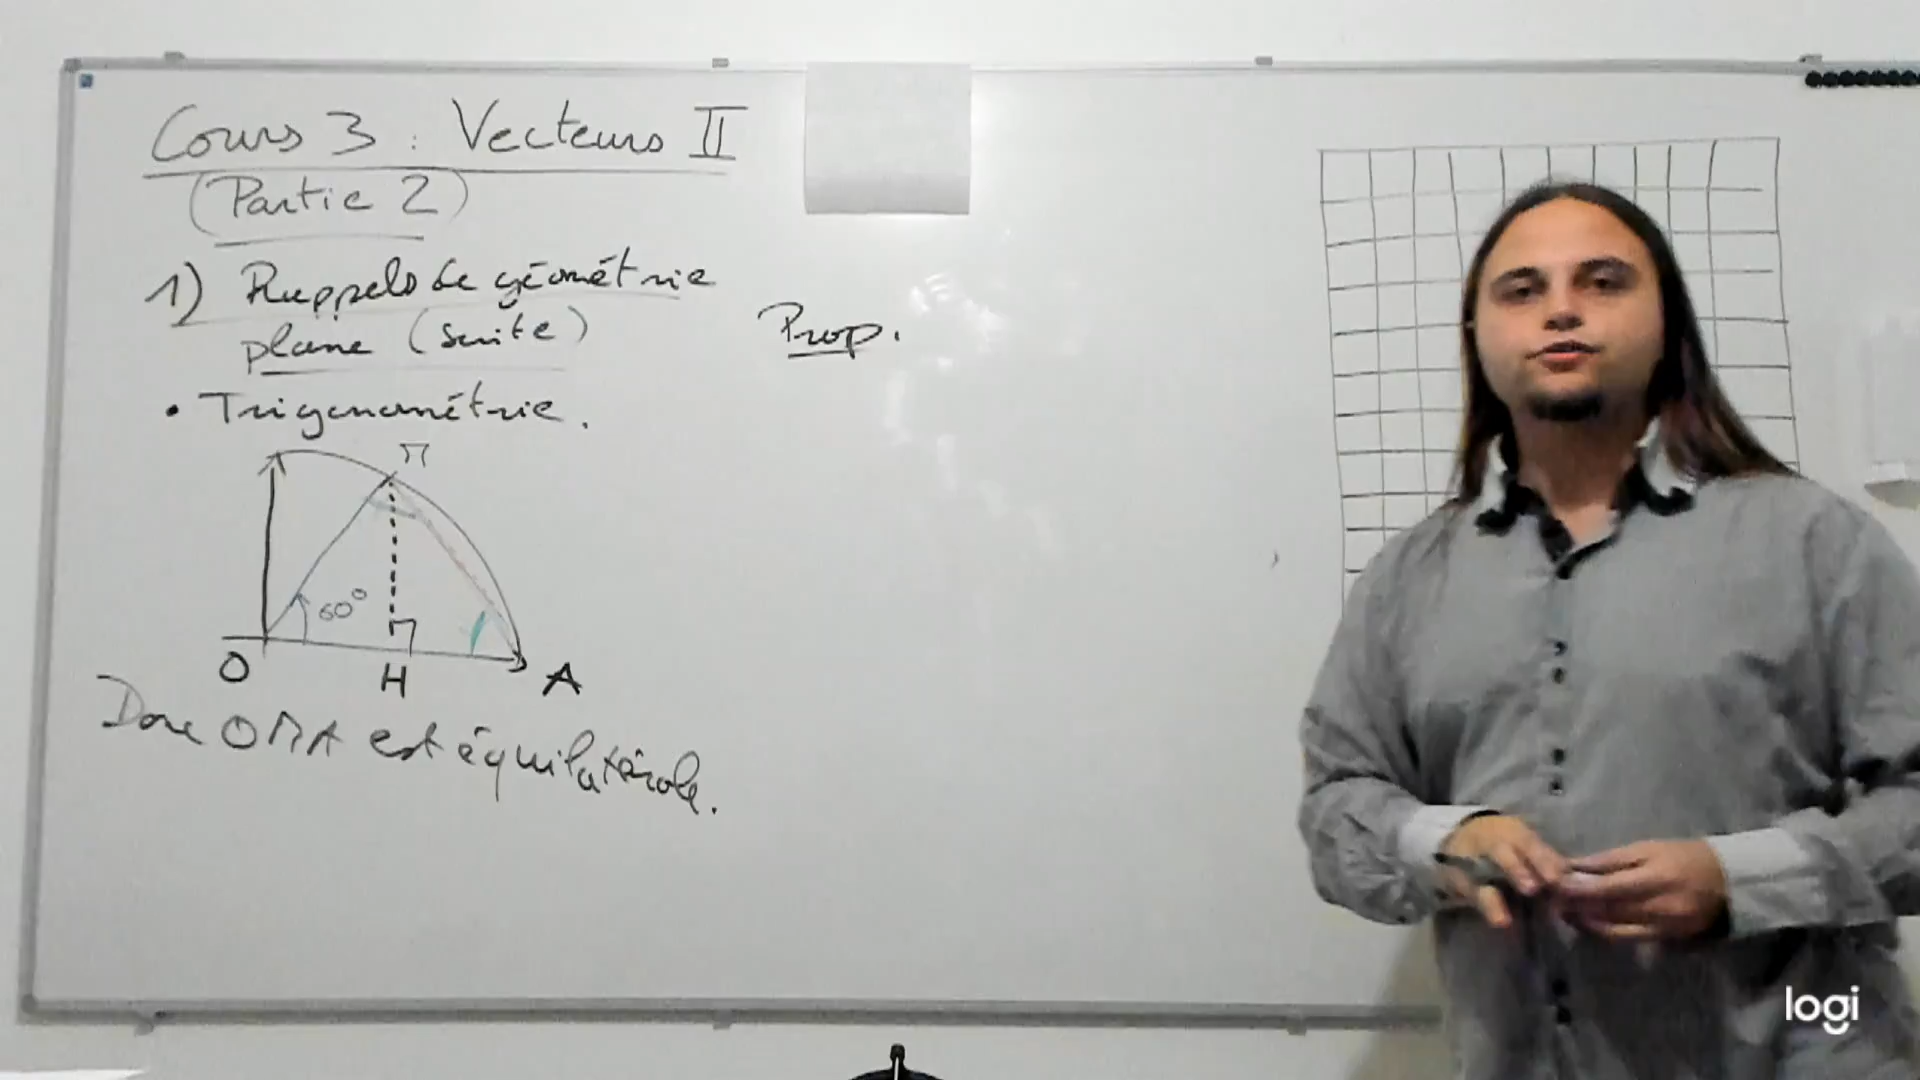 Cours 3 : Vecteurs II
(Partie 2)
1) Rappels de géométrie
plane (suite)
• Trigonométrie.
M
60°
O
H
A
Donc OMA est équilatérale.
Prop.
logi